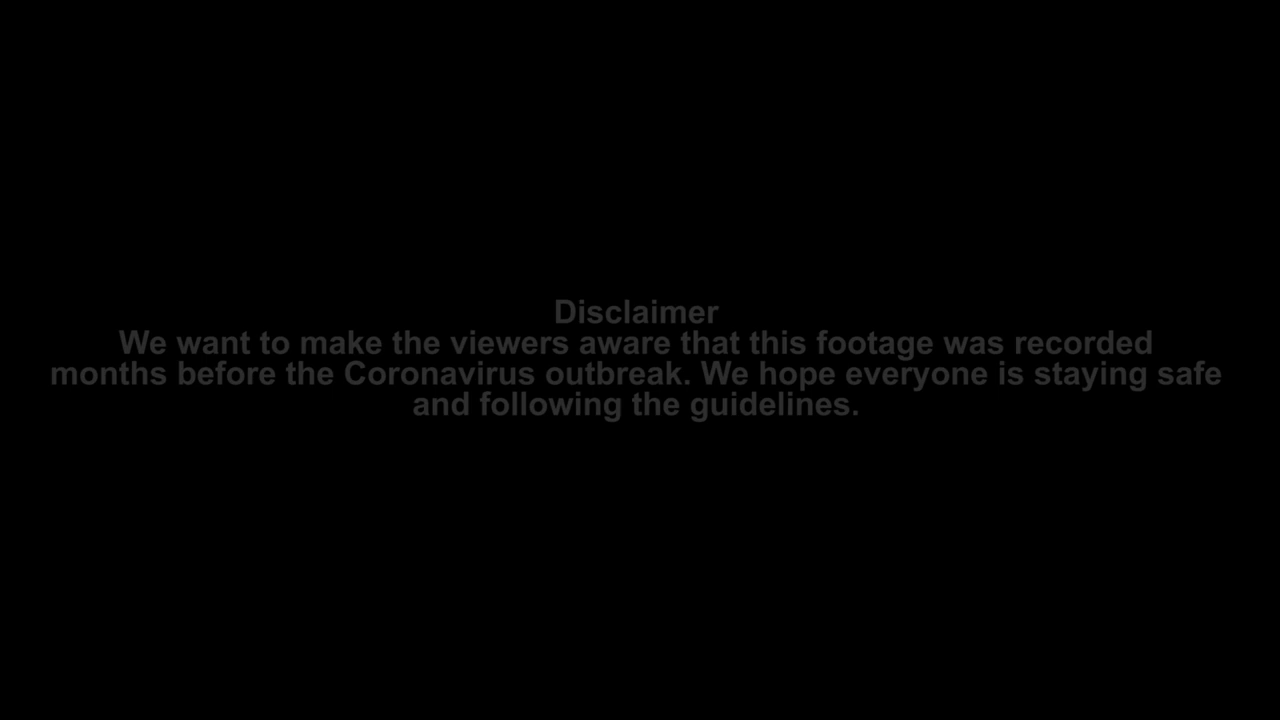 Disclaimer
We want to make the viewers aware that this footage was recorded
months before the Coronavirus outbreak. We hope everyone is staying safe
and following the guidelines.